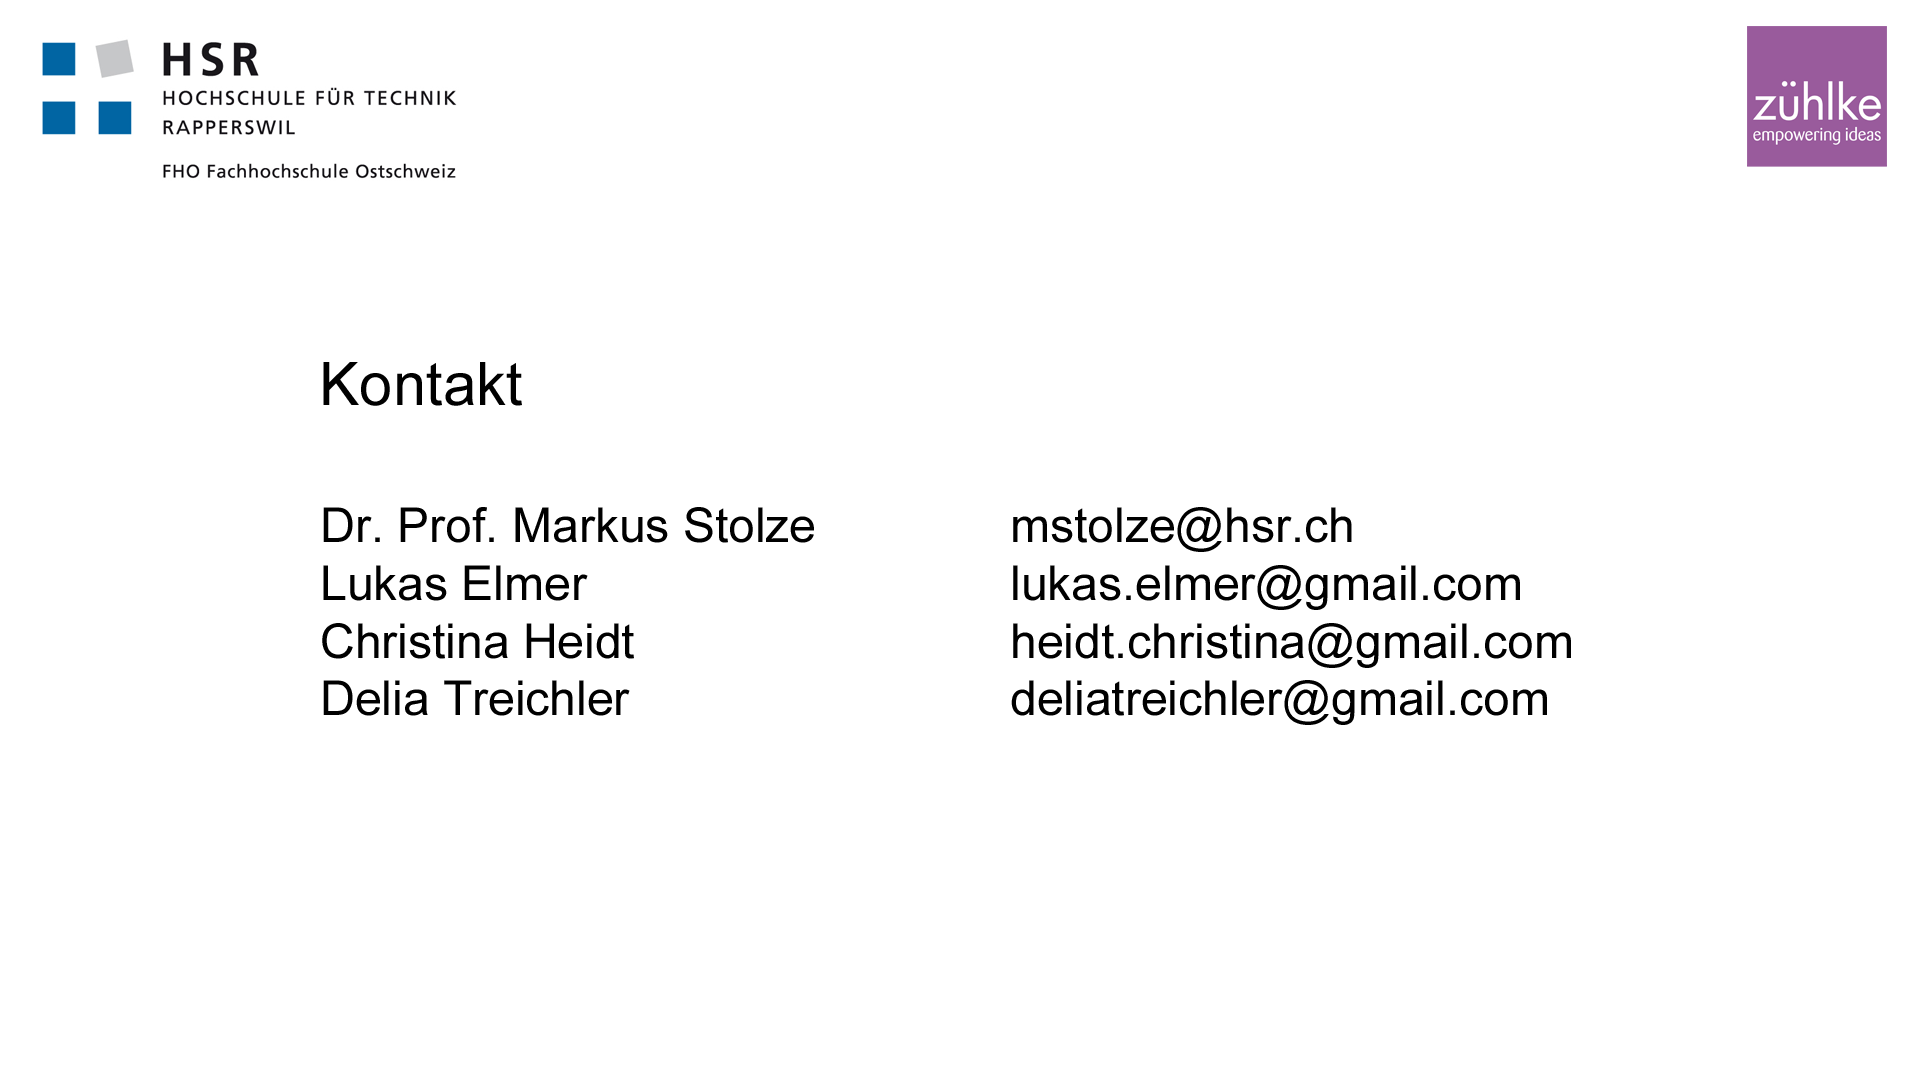 HSR
HOCHSCHULE FÜR TECHNIK
RAPPERSWIL
FHO Fachhochschule Ostschweiz
zühlke
empowering ideas
Kontakt
Dr. Prof. Markus Stolze mstolze@hsr.ch
Lukas Elmer lukas.elmer@gmail.com
Christina Heidt heidt.christina@gmail.com
Delia Treichler deliatreichler@gmail.com